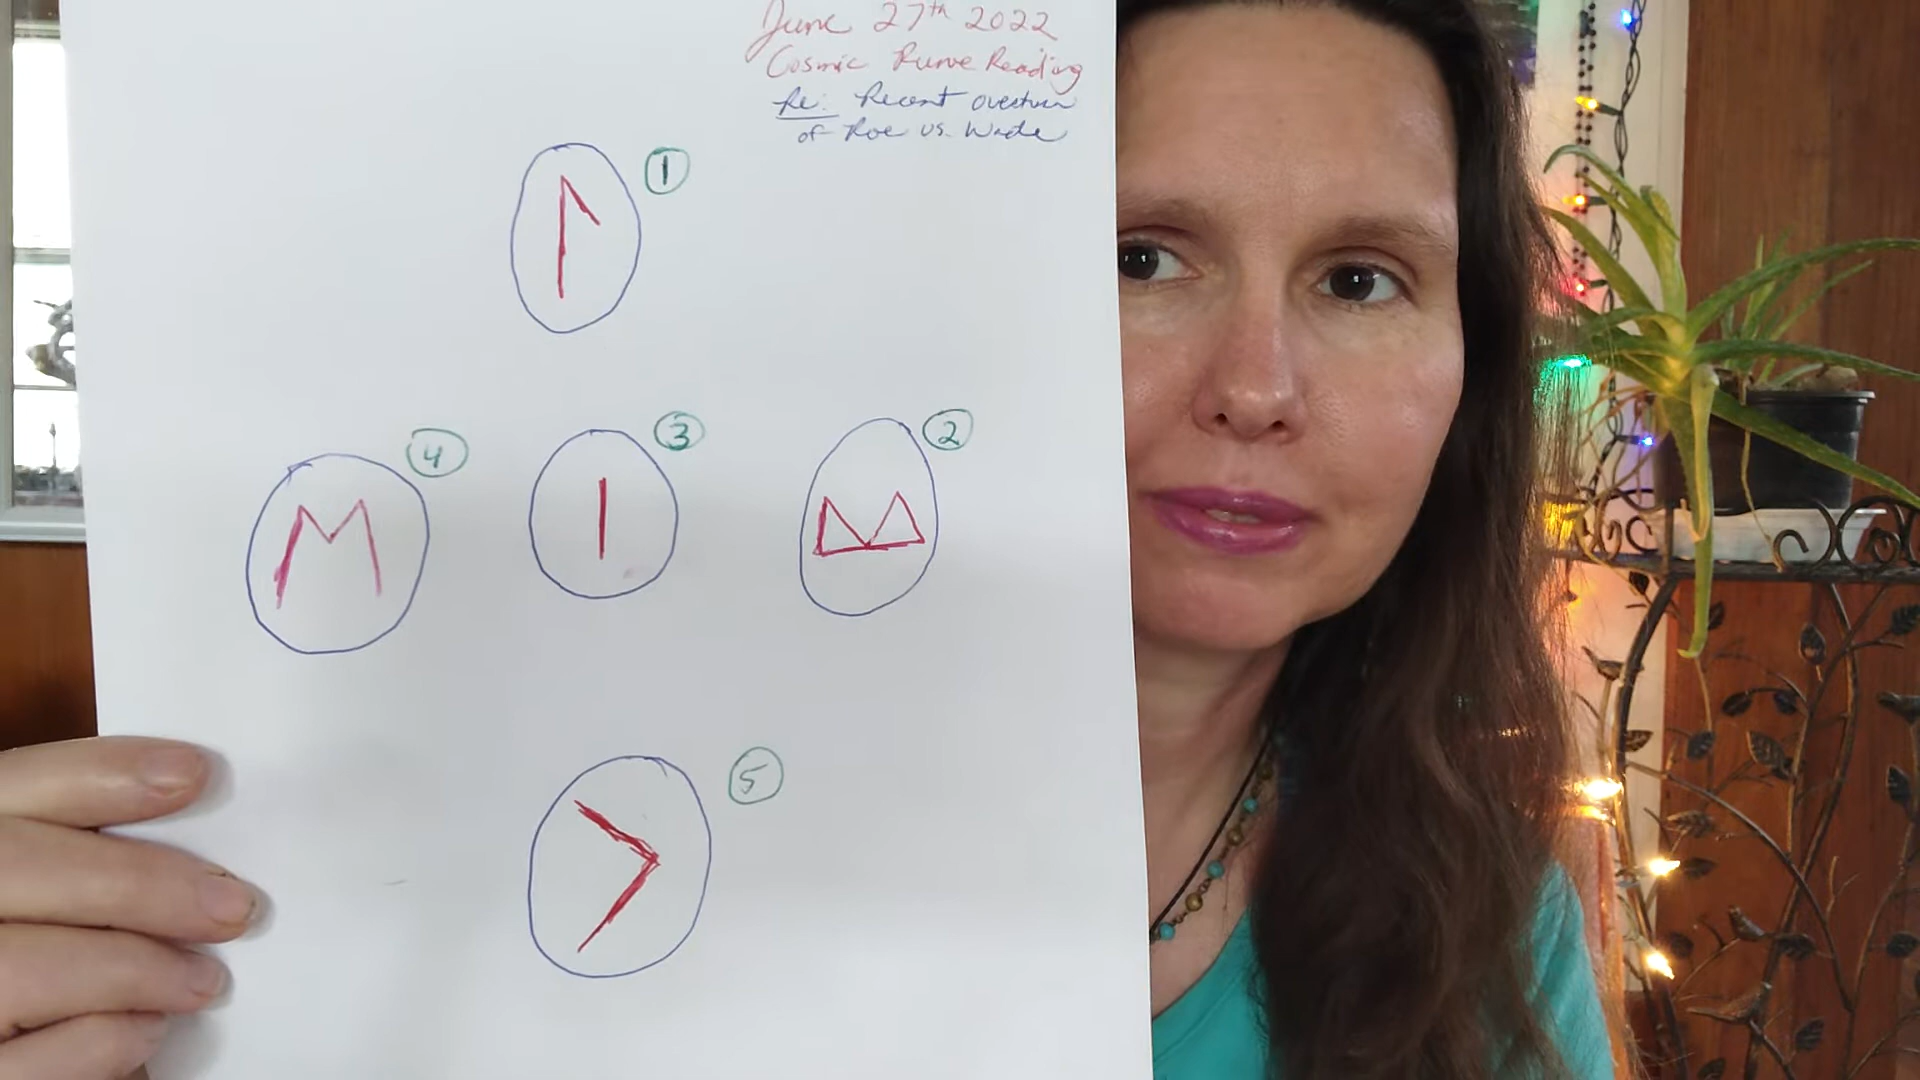 June 27th 2022
Cosmic Rune Reading
Re: Recent overturn
of Roe vs. Wade
ᛚ 1
ᛖ 4
ᛁ 3
2
5